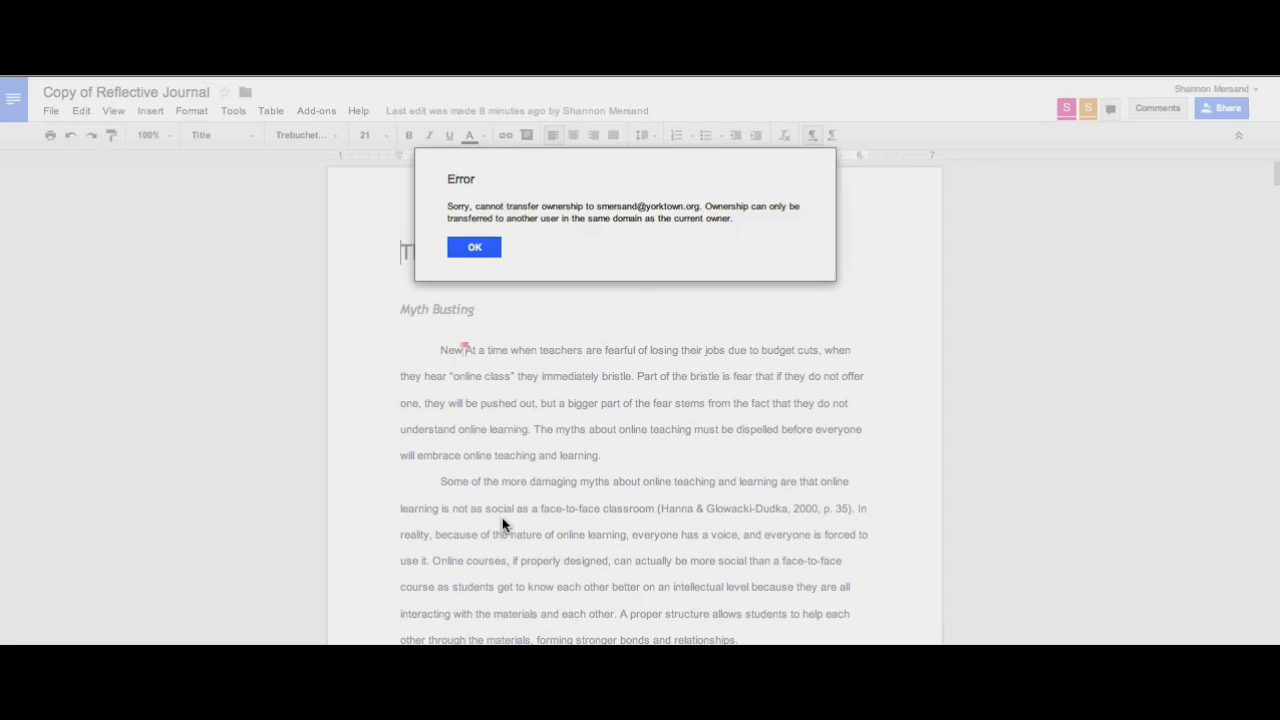 Shannon Mersand
Copy of Reflective Journal
File Edit View Insert Format Tools Table Add-ons Help Last edit was made 8 minutes ago by Shannon Mersand
S S Comments Share
100% Title Trebuchet... 21 B I U A
1 6 7
Error
Sorry, cannot transfer ownership to smersand@yorktown.org. Ownership can only be
transferred to another user in the same domain as the current owner.
OK
T
Myth Busting
New At a time when teachers are fearful of losing their jobs due to budget cuts, when
they hear “online class” they immediately bristle. Part of the bristle is fear that if they do not offer
one, they will be pushed out, but a bigger part of the fear stems from the fact that they do not
understand online learning. The myths about online teaching must be dispelled before everyone
will embrace online teaching and learning.
Some of the more damaging myths about online teaching and learning are that online
learning is not as social as a face-to-face classroom (Hanna & Glowacki-Dudka, 2000, p. 35). In
reality, because of the nature of online learning, everyone has a voice, and everyone is forced to
use it. Online courses, if properly designed, can actually be more social than a face-to-face
course as students get to know each other better on an intellectual level because they are all
interacting with the materials and each other. A proper structure allows students to help each
other through the materials, forming stronger bonds and relationships.